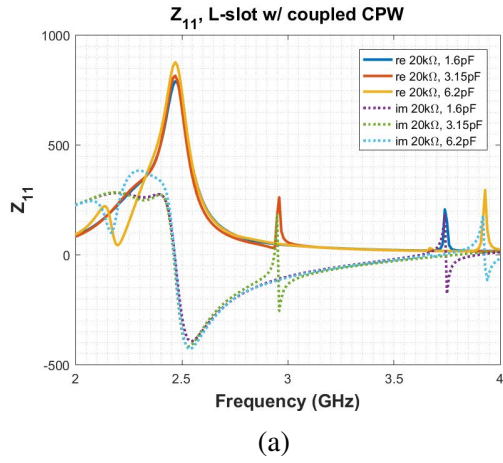 Z11, L-slot w/ coupled CPW
re 20kΩ, 1.6pF
re 20kΩ, 3.15pF
re 20kΩ, 6.2pF
im 20kΩ, 1.6pF
im 20kΩ, 3.15pF
im 20kΩ, 6.2pF
Z11
1000
500
0
-500
2
2.5
3
3.5
4
Frequency (GHz)
(a)